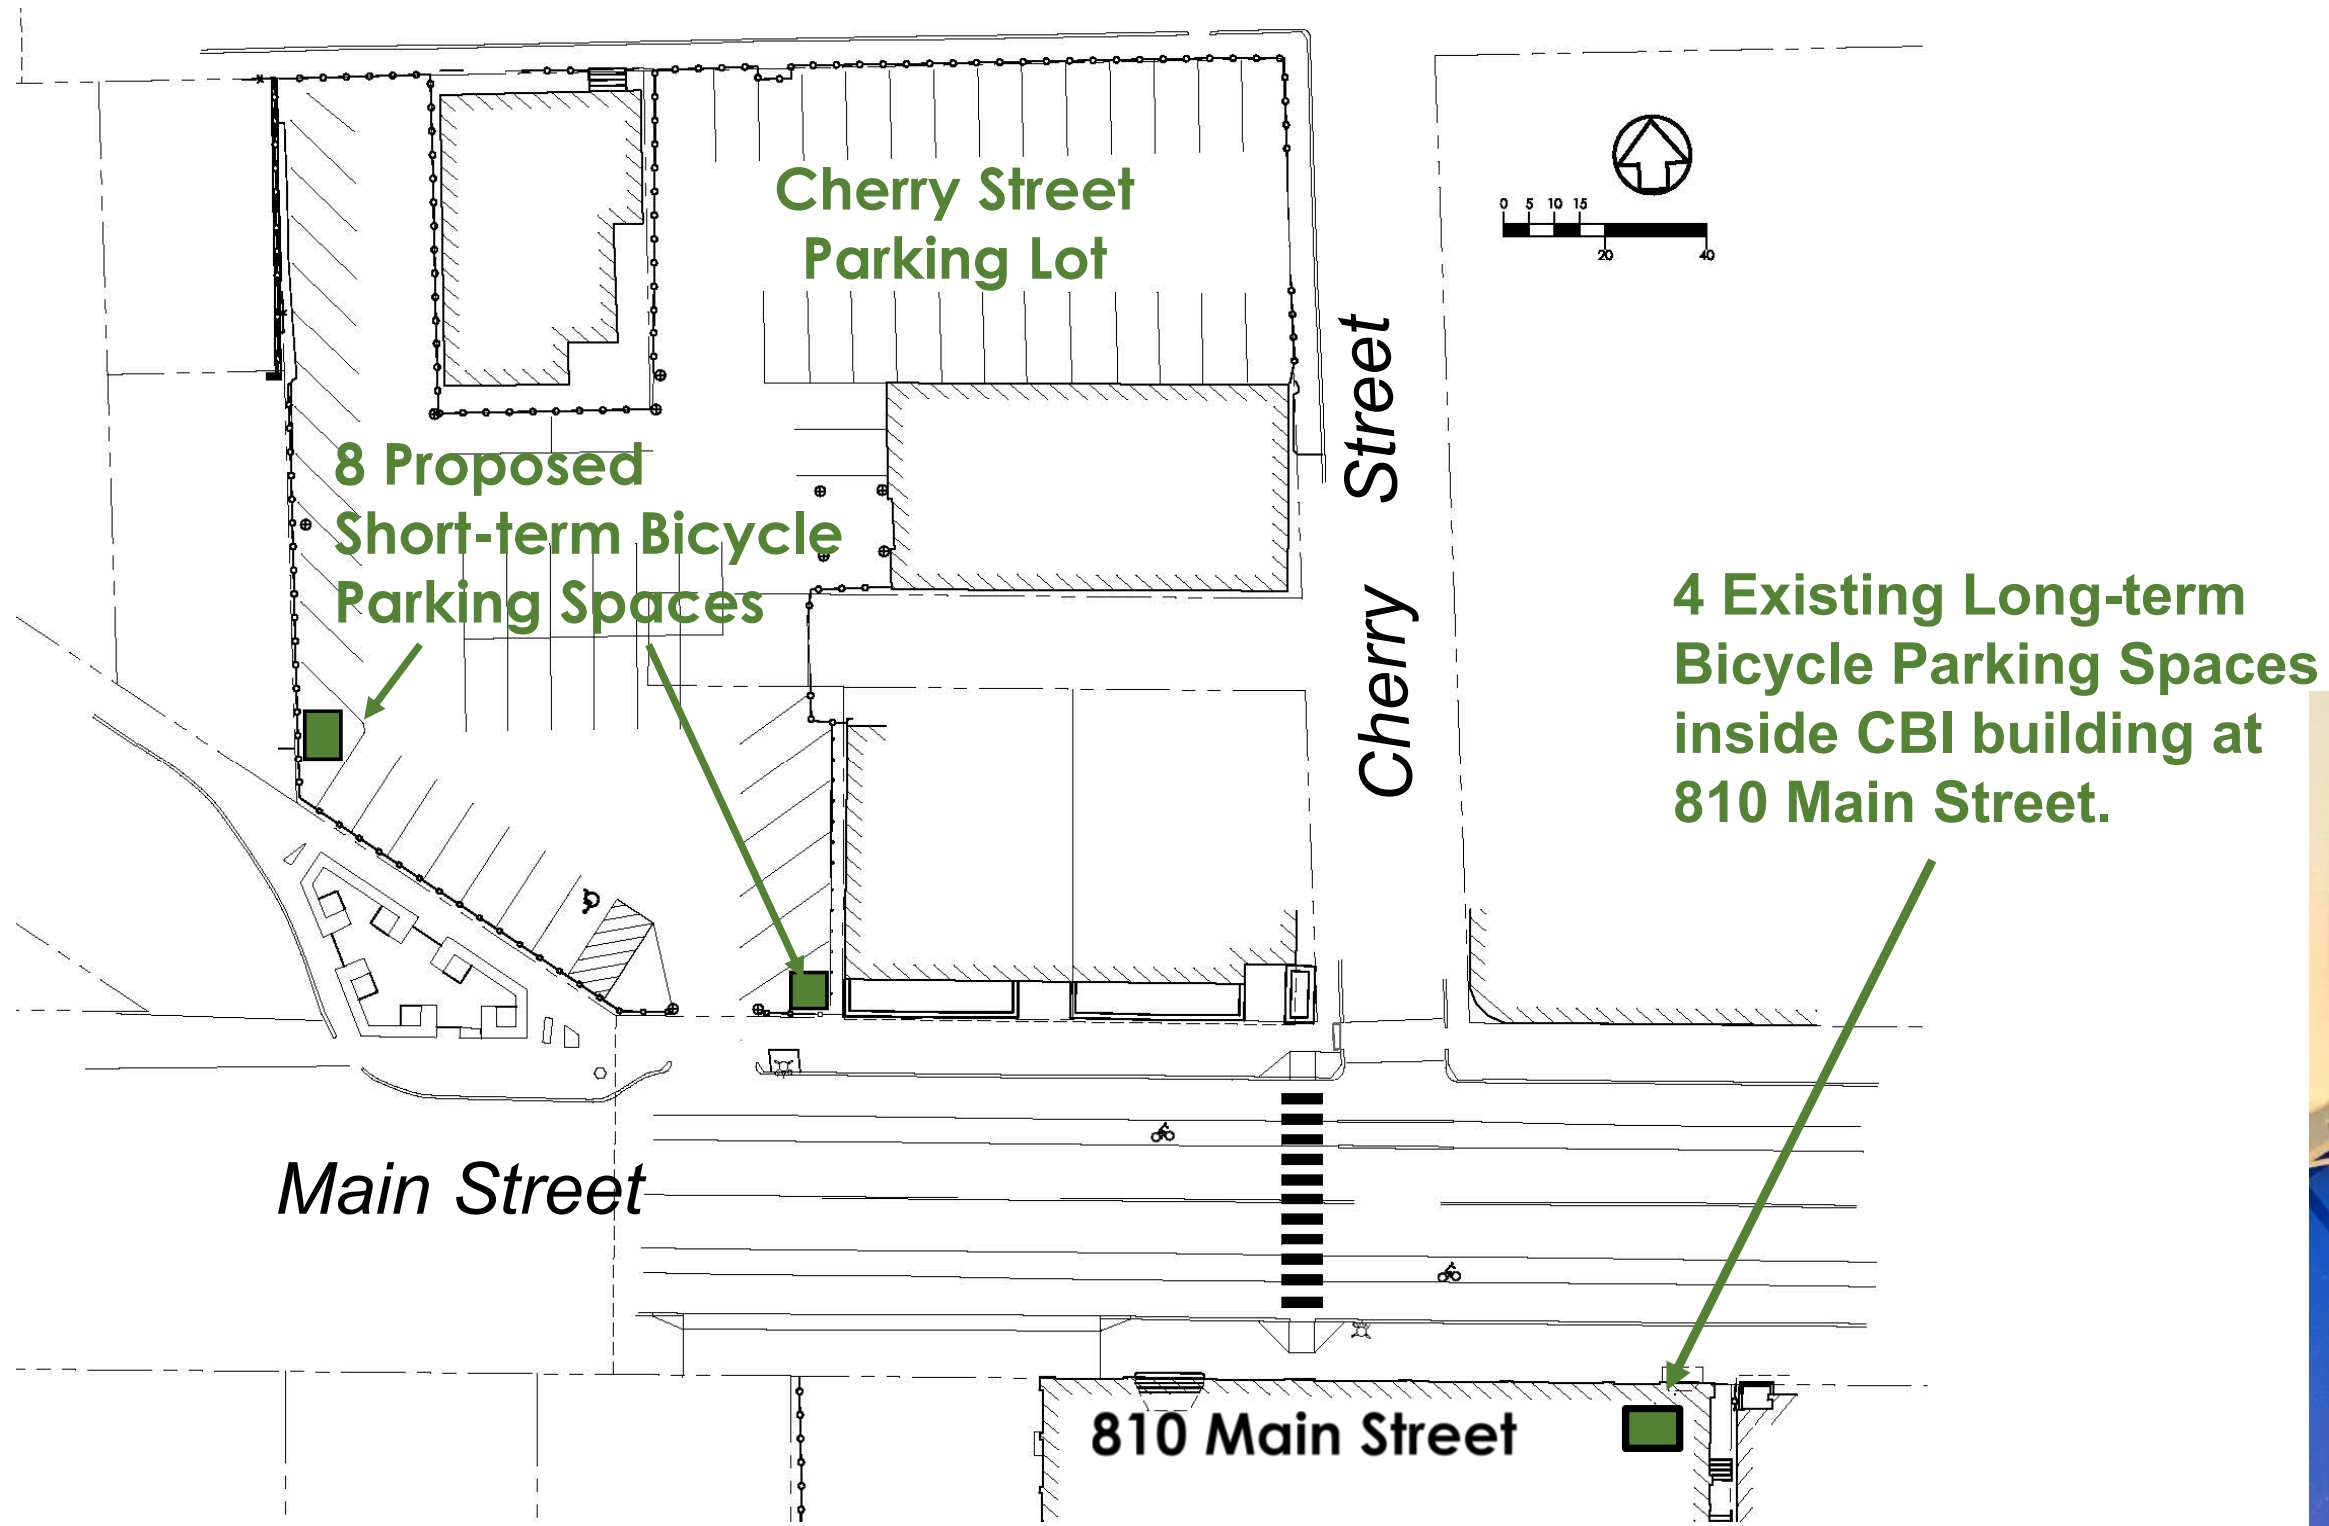 Cherry Street
Parking Lot
0 5 10 15
20 40
8 Proposed
Short-term Bicycle
Parking Spaces
Cherry Street
4 Existing Long-term
Bicycle Parking Spaces
inside CBI building at
810 Main Street.
Main Street
810 Main Street